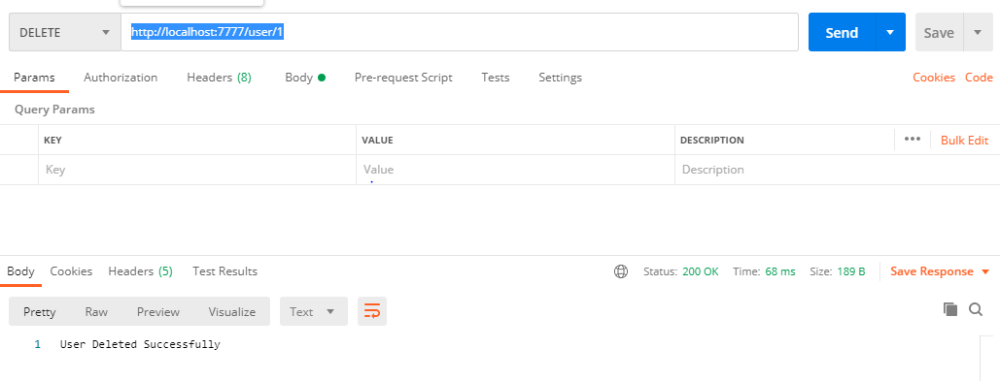 DELETE http://localhost:7777/user/1 Send Save
Params Authorization Headers (8) Body Pre-request Script Tests Settings Cookies Code
Query Params
KEY VALUE DESCRIPTION ••• Bulk Edit
Key Value Description
Body Cookies Headers (5) Test Results Status: 200 OK Time: 68 ms Size: 189 B Save Response
Pretty Raw Preview Visualize Text
1 User Deleted Successfully